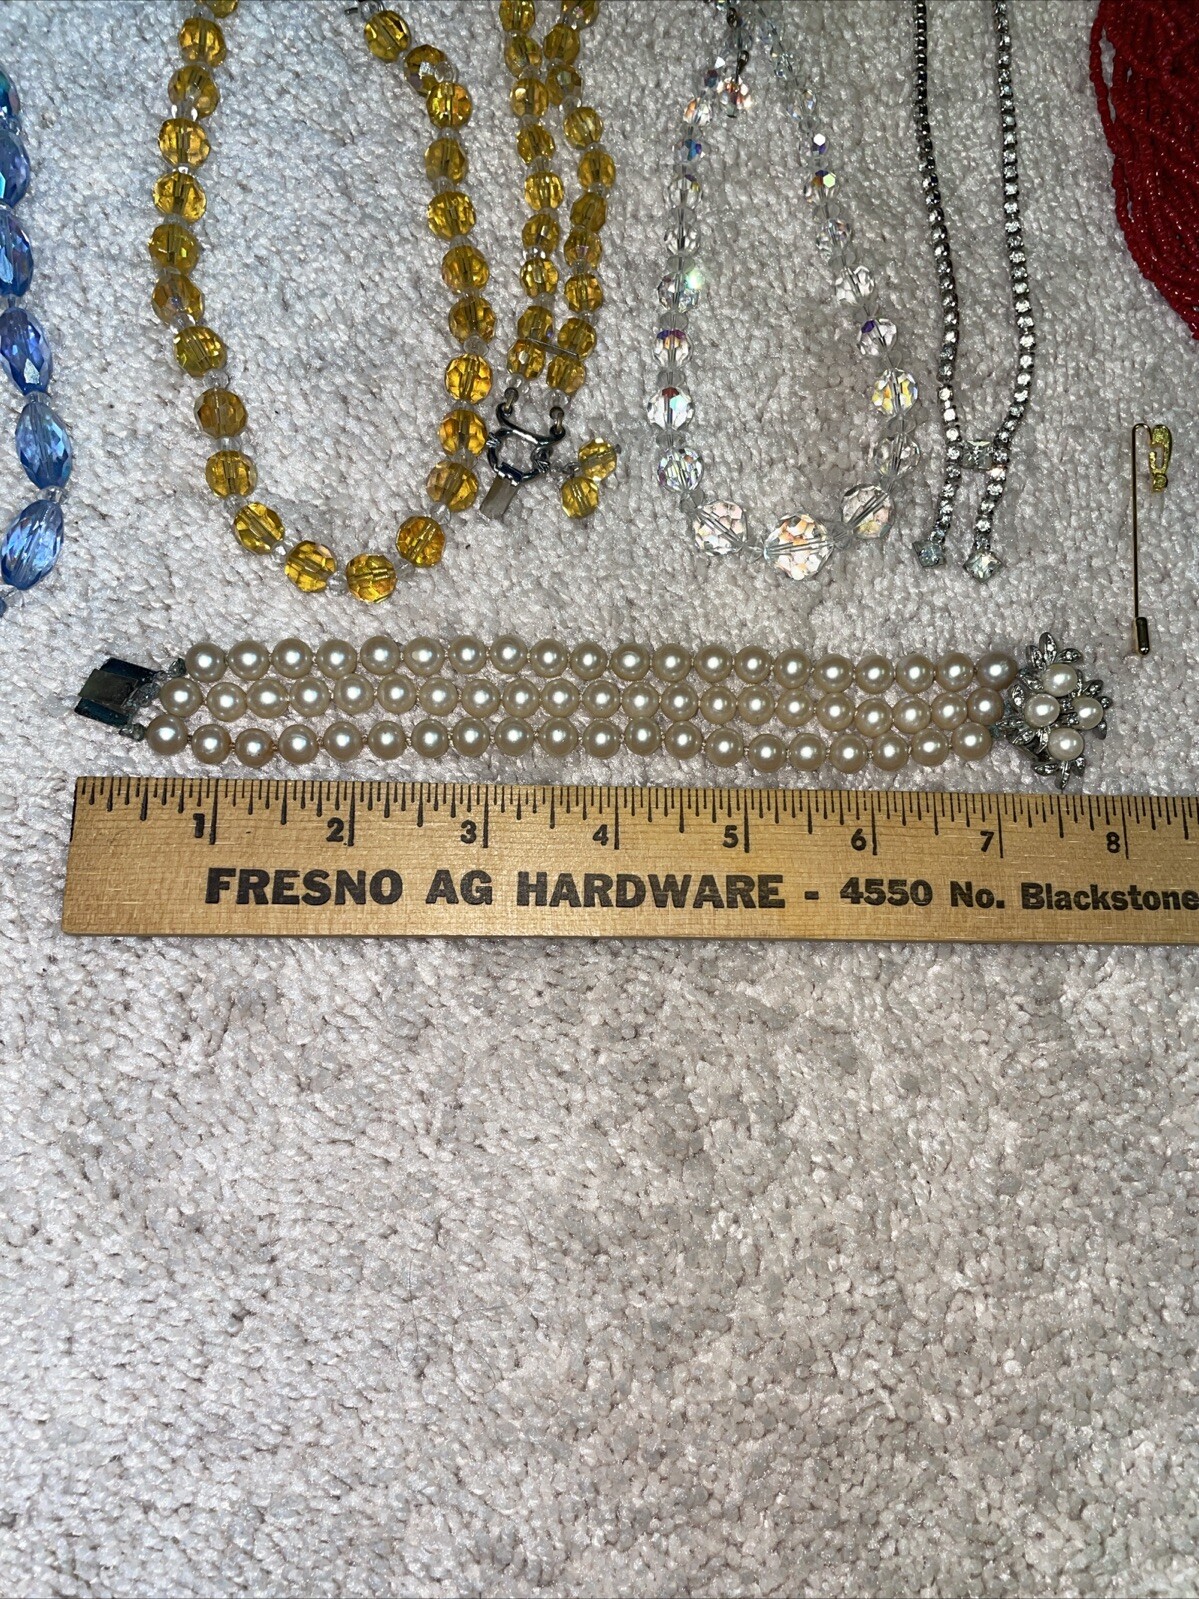 1 2 3 4 5 6 7 8
FRESNO AG HARDWARE - 4550 No. Blackstone